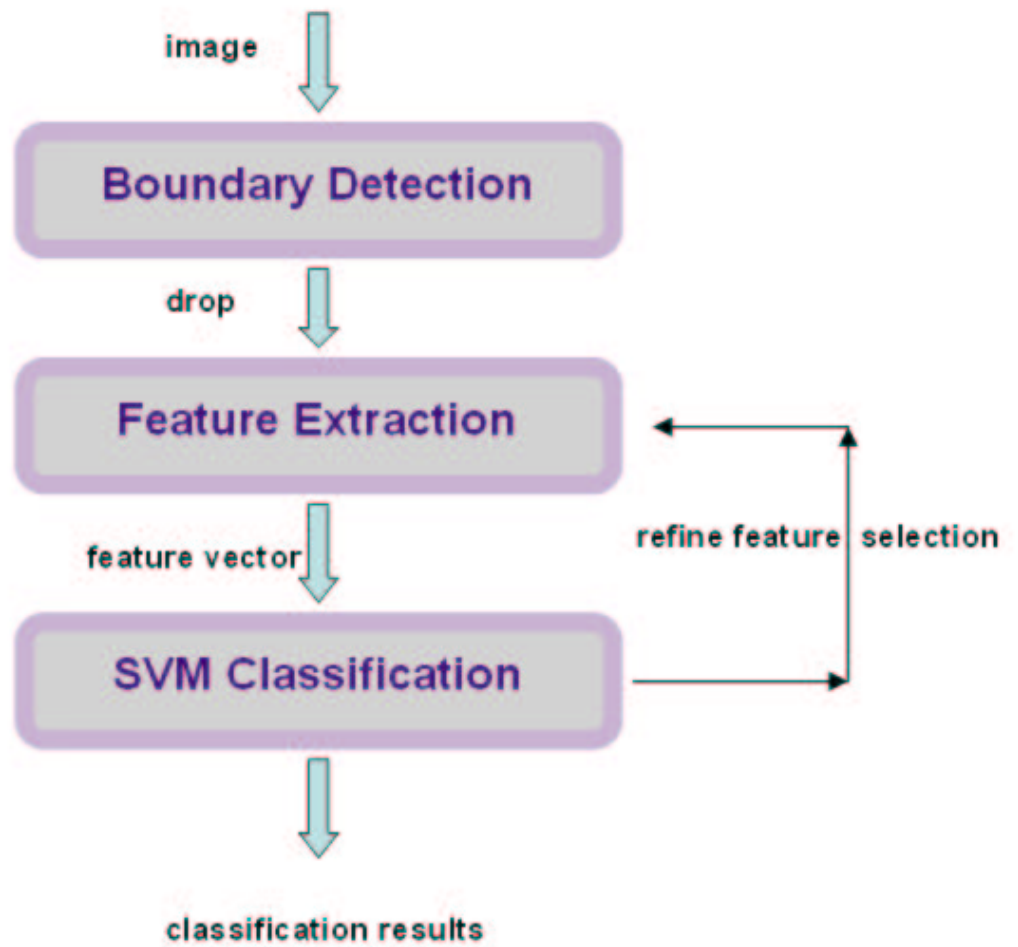 image
Boundary Detection
drop
Feature Extraction
feature vector
refine feature selection
SVM Classification
classification results